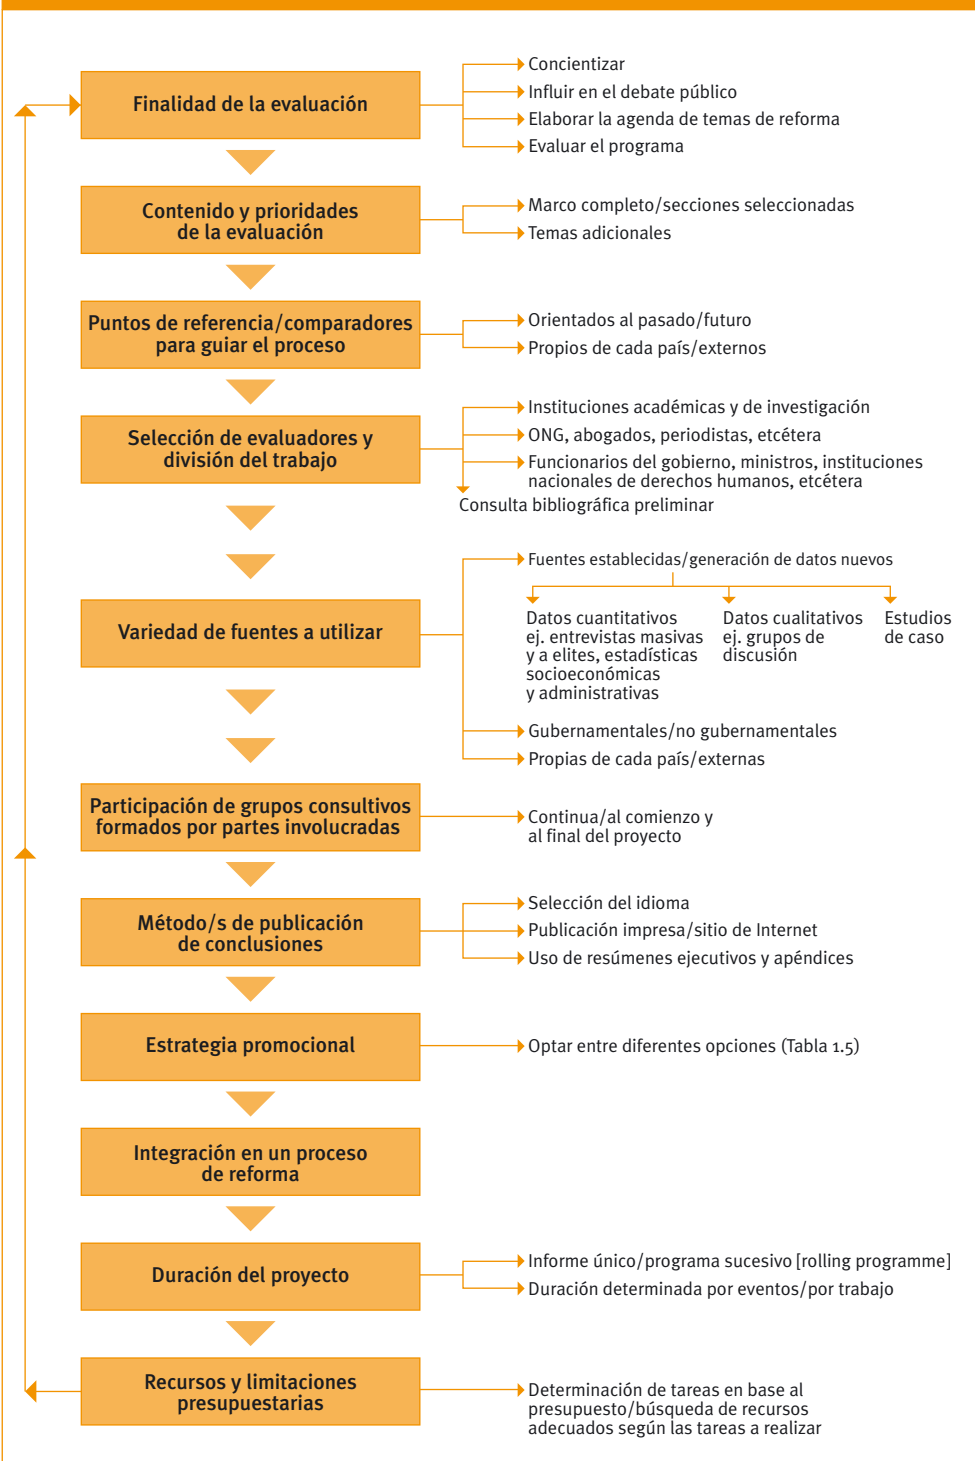 Finalidad de la evaluación
Concientizar
Influir en el debate público
Elaborar la agenda de temas de reforma
Evaluar el programa
Contenido y prioridades
de la evaluación
Marco completo/secciones seleccionadas
Temas adicionales
Puntos de referencia/comparadores
para guiar el proceso
Orientados al pasado/futuro
Propios de cada país/externos
Selección de evaluadores y
división del trabajo
Instituciones académicas y de investigación
ONG, abogados, periodistas, etcétera
Funcionarios del gobierno, ministros, instituciones
nacionales de derechos humanos, etcétera
Consulta bibliográfica preliminar
Variedad de fuentes a utilizar
Fuentes establecidas/generación de datos nuevos
Datos cuantitativos
ej. entrevistas masivas
y a elites, estadísticas
socioeconómicas
y administrativas
Datos cualitativos
ej. grupos de
discusión
Estudios
de caso
Gubernamentales/no gubernamentales
Propias de cada país/externas
Participación de grupos consultivos
formados por partes involucradas
Continua/al comienzo y
al final del proyecto
Método/s de publicación
de conclusiones
Selección del idioma
Publicación impresa/sitio de Internet
Uso de resúmenes ejecutivos y apéndices
Estrategia promocional
Optar entre diferentes opciones (Tabla 1.5)
Integración en un proceso
de reforma
Duración del proyecto
Informe único/programa sucesivo [rolling programme]
Duración determinada por eventos/por trabajo
Recursos y limitaciones
presupuestarias
Determinación de tareas en base al
presupuesto/búsqueda de recursos
adecuados según las tareas a realizar